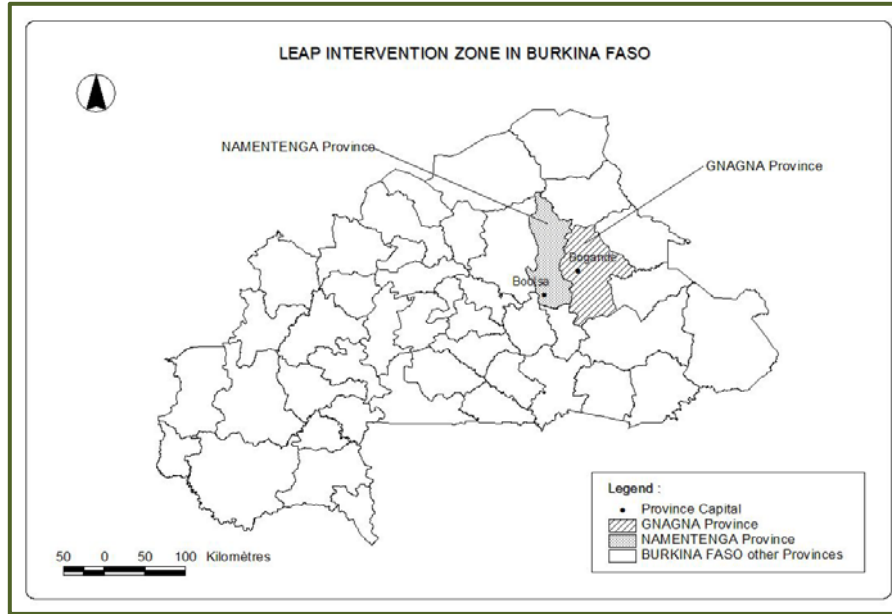 LEAP INTERVENTION ZONE IN BURKINA FASO
NAMENTENGA Province
GNAGNA Province
Bogande
Boulsa
Legend :
Province Capital
GNAGNA Province
NAMENTENGA Province
BURKINA FASO other Provinces
50 0 50 100 Kilomètres